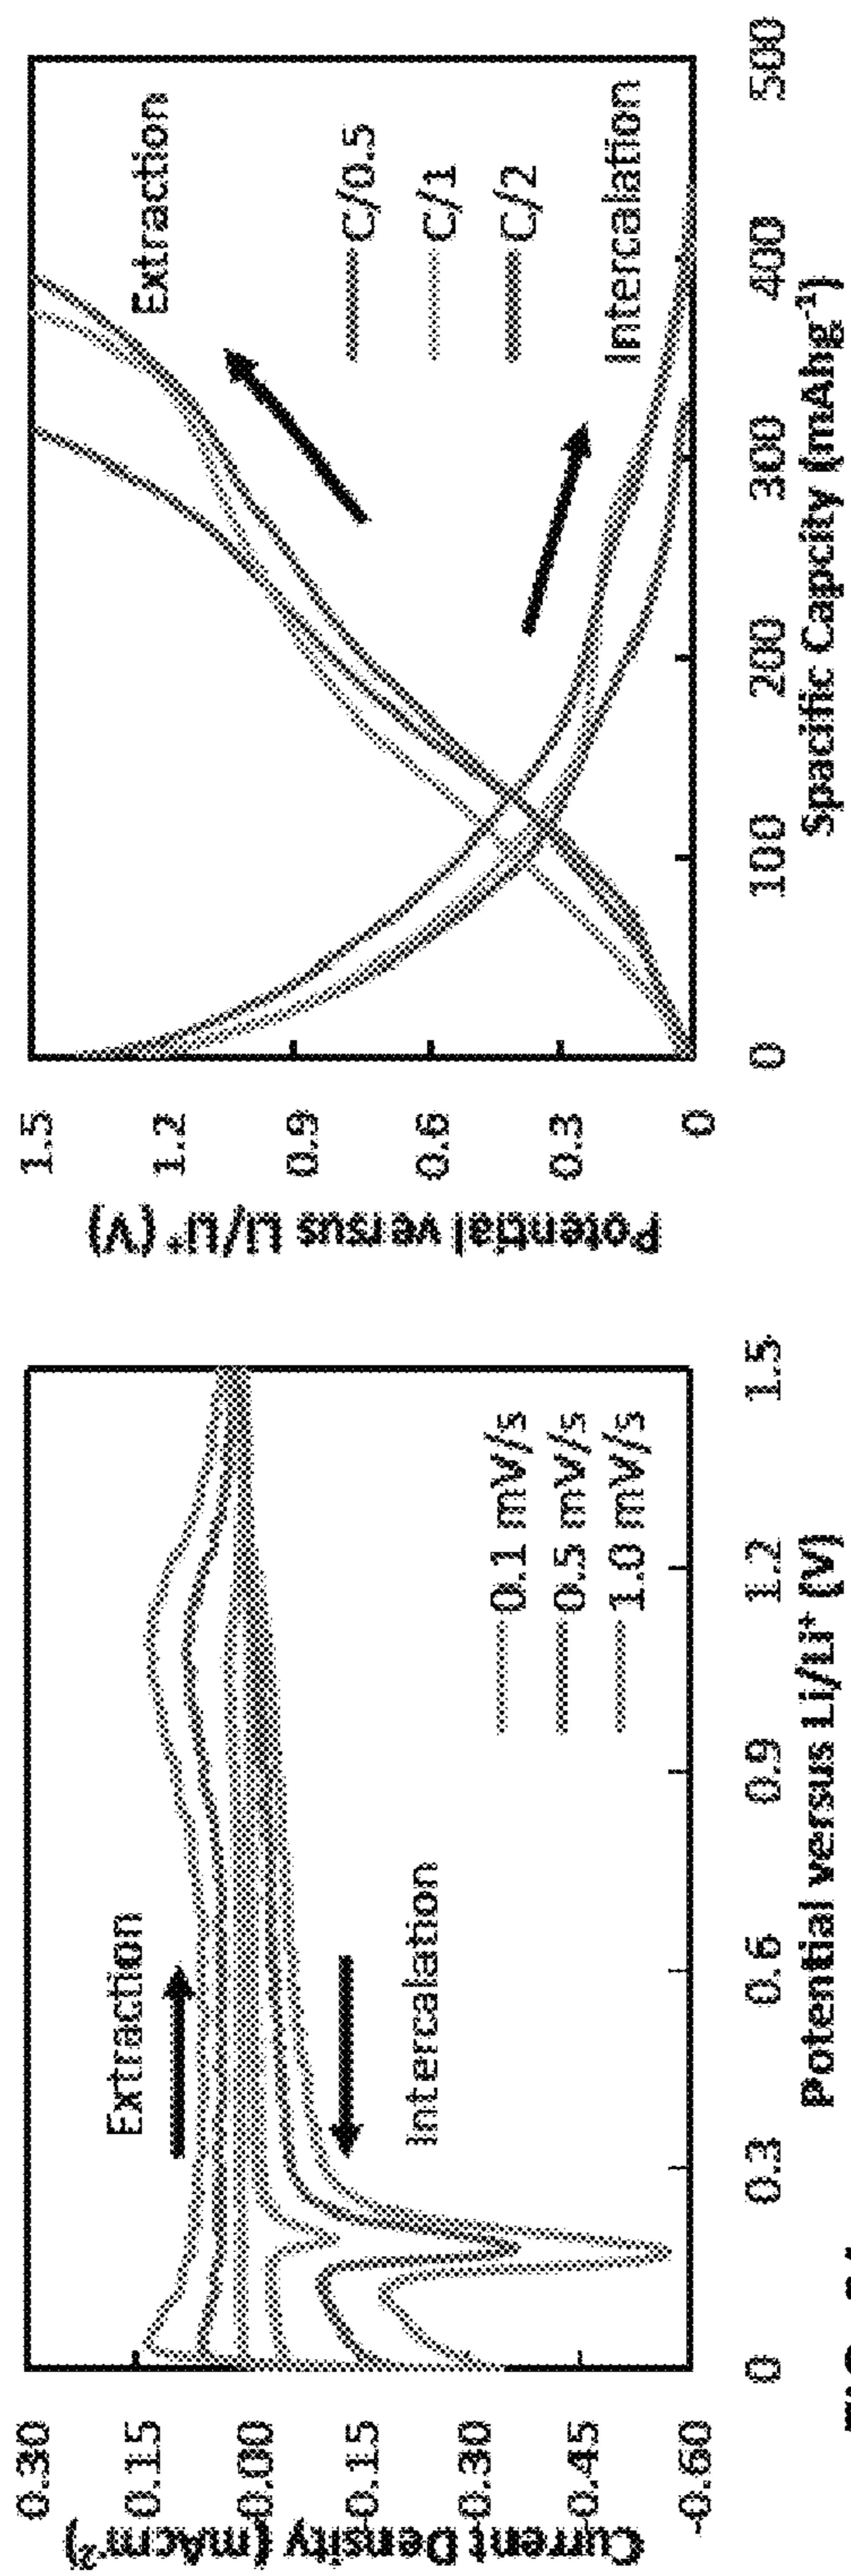 0.30
0.15
0.00
-0.15
-0.30
-0.45
-0.60
Current Density (mAcm⁻²)
Extraction
Intercalation
0.1 mV/s
0.5 mV/s
1.0 mV/s
0
0.3
0.6
0.9
1.2
1.5
Potential versus Li/Li⁺ (V)
1.5
1.2
0.9
0.6
0.3
0
Potential versus Li/Li⁺ (V)
Extraction
C/0.5
C/1
C/2
Intercalation
0
100
200
300
400
500
Spacific Capcity (mAhg⁻¹)